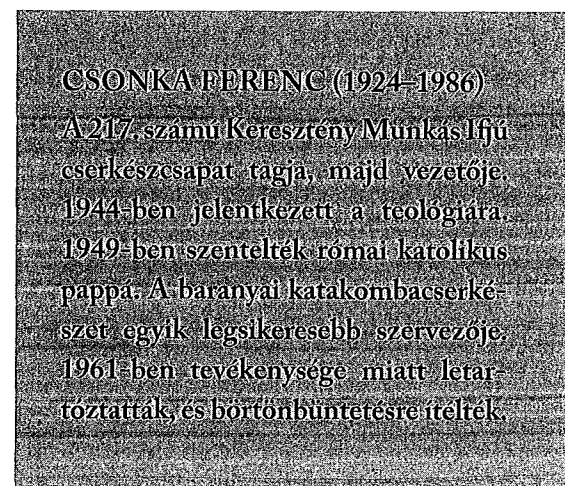 CSONKA FERENC (1924–1986)
A 217. számú Keresztény Munkás Ifjú
cserkészcsapat tagja, majd vezetője.
1944-ben jelentkezett a teológiára.
1949-ben szentelték római katolikus
pappá. A baranyai katakombacserké-
szet egyik legsikeresebb szervezője.
1961-ben tevékenysége miatt letar-
tóztatták, és börtönbüntetésre ítélték.